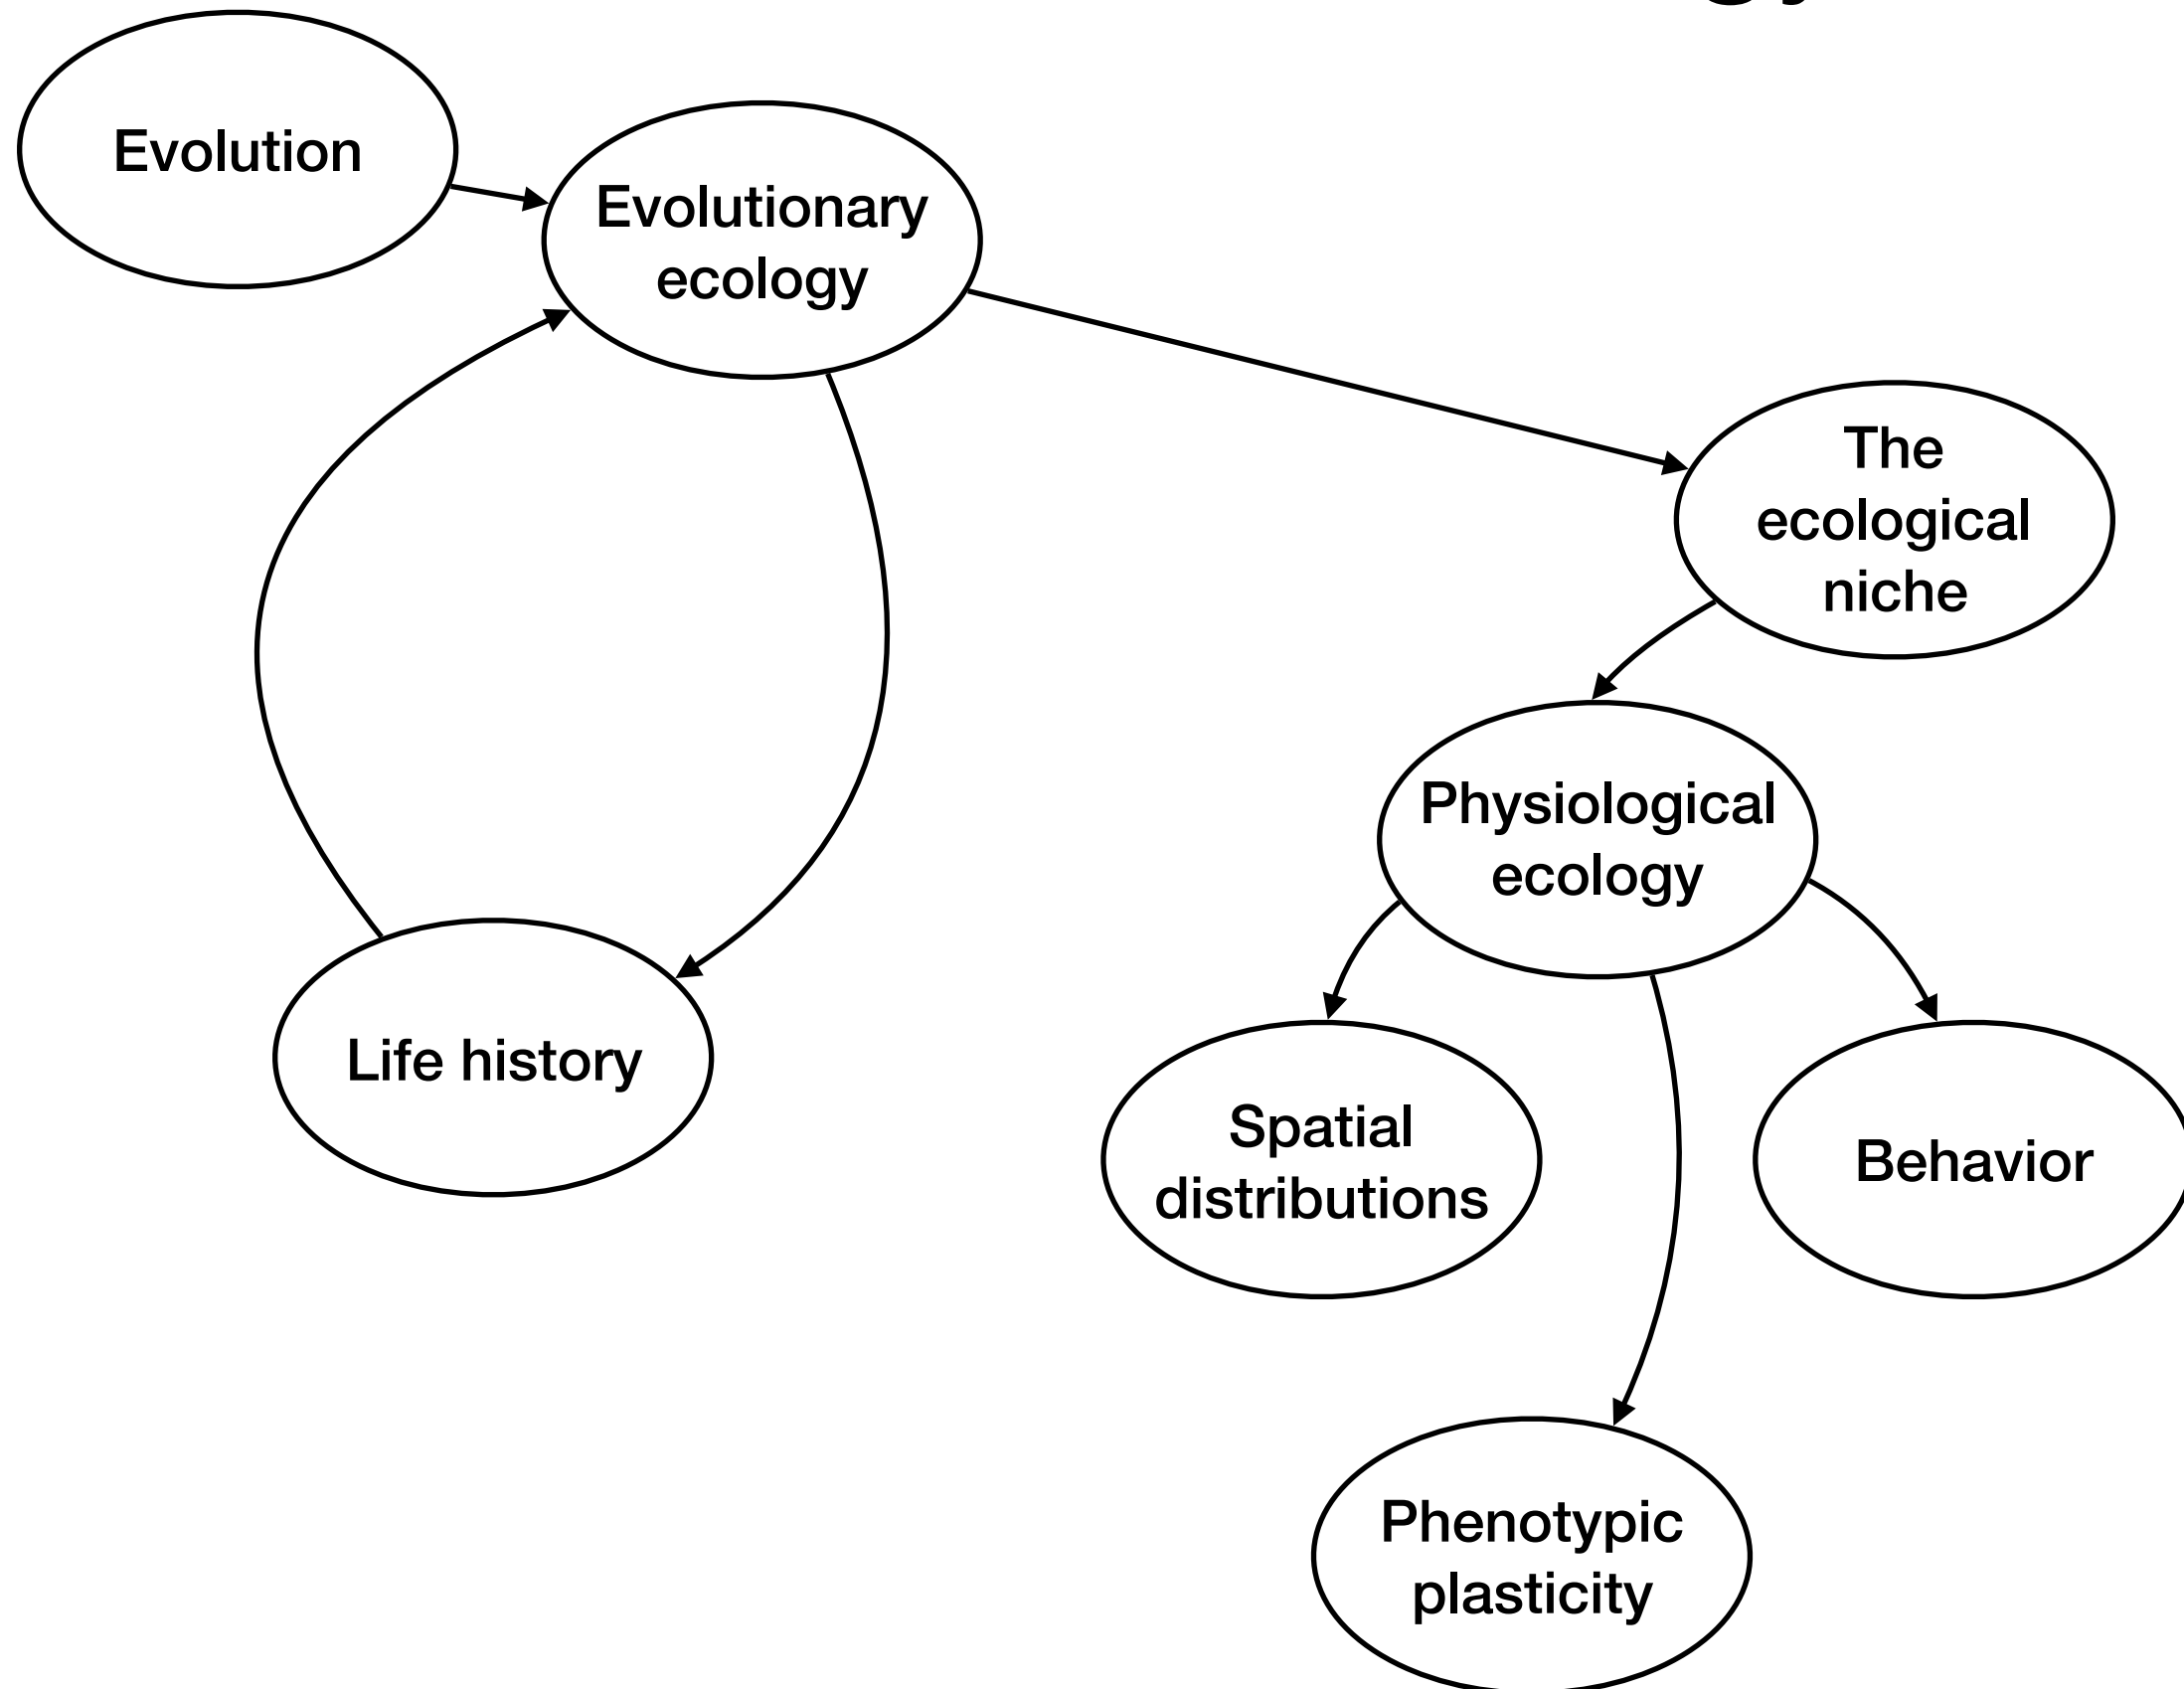 Evolution
Evolutionary
ecology
The
ecological
niche
Physiological
ecology
Life history
Spatial
distributions
Behavior
Phenotypic
plasticity